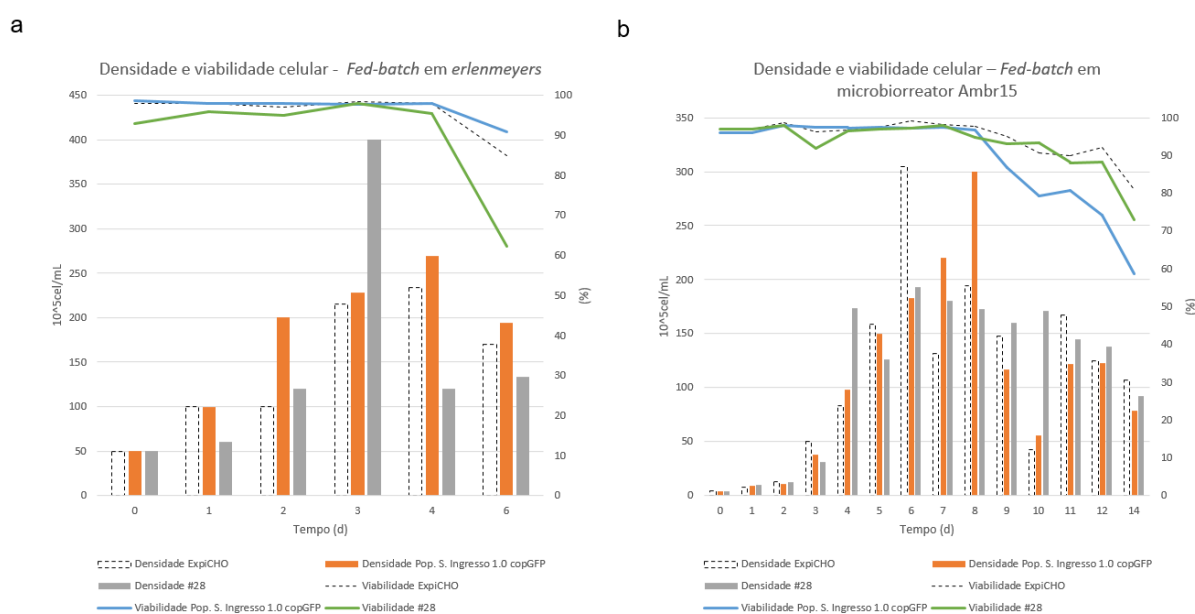 a
Densidade e viabilidade celular - Fed-batch em erlenmeyers
450
400
350
300
250
200
150
100
50
0
10^5cel/mL
100
90
80
70
60
50
40
30
20
10
0
(%)
0 1 2 3 4 6
Tempo (d)
Densidade ExpiCHO
Densidade Pop. S. Ingresso 1.0 copGFP
Densidade #28
Viabilidade ExpiCHO
Viabilidade Pop. S. Ingresso 1.0 copGFP
Viabilidade #28
b
Densidade e viabilidade celular – Fed-batch em
microbiorreator Ambr15
350
300
250
200
150
100
50
0
10^5cel/mL
100
90
80
70
60
50
40
30
20
10
0
(%)
0 1 2 3 4 5 6 7 8 9 10 11 12 14
Tempo (d)
Densidade ExpiCHO
Densidade Pop. S. Ingresso 1.0 copGFP
Densidade #28
Viabilidade ExpiCHO
Viabilidade Pop. S. Ingresso 1.0 copGFP
Viabilidade #28